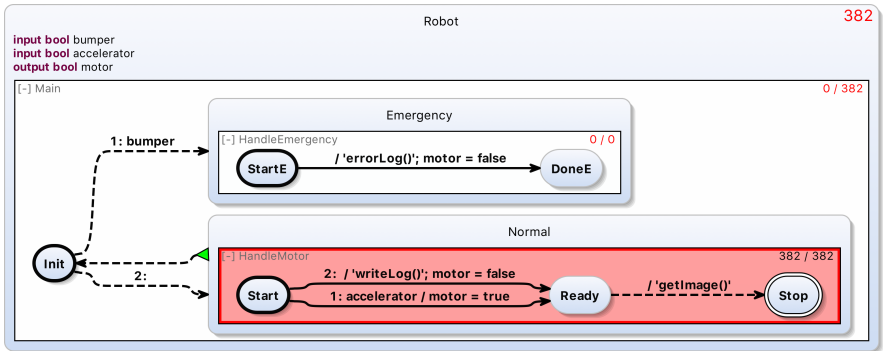 Robot
382
input bool bumper
input bool accelerator
output bool motor
[-] Main
0 / 382
Emergency
[-] HandleEmergency
0 / 0
1: bumper
StartE
/ 'errorLog()'; motor = false
DoneE
Normal
[-] HandleMotor
382 / 382
Init
2:
Start
2: / 'writeLog()'; motor = false
1: accelerator / motor = true
Ready
/ 'getImage()'
Stop